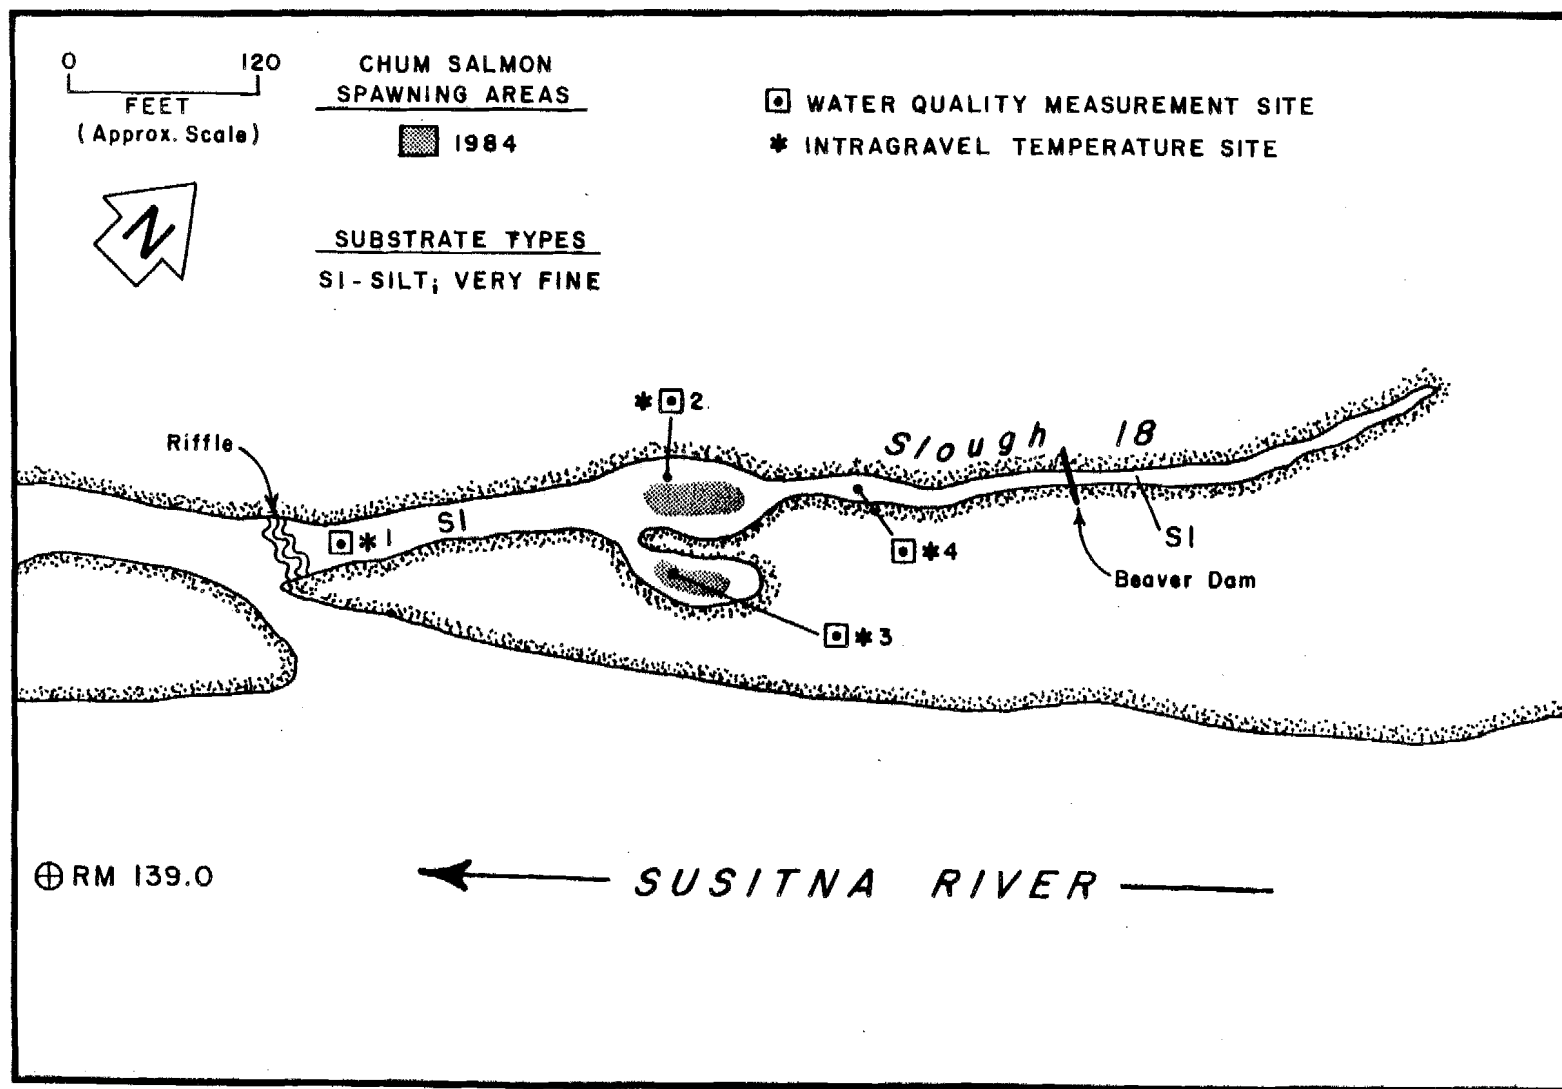 0 120
FEET
(Approx. Scale)
N
CHUM SALMON
SPAWNING AREAS
1984
SUBSTRATE TYPES
SI - SILT; VERY FINE
WATER QUALITY MEASUREMENT SITE
* INTRAGRAVEL TEMPERATURE SITE
* 2
Riffle
Slough 18
* 1
SI
* 4
SI
Beaver Dam
* 3
RM 139.0
SUSITNA RIVER